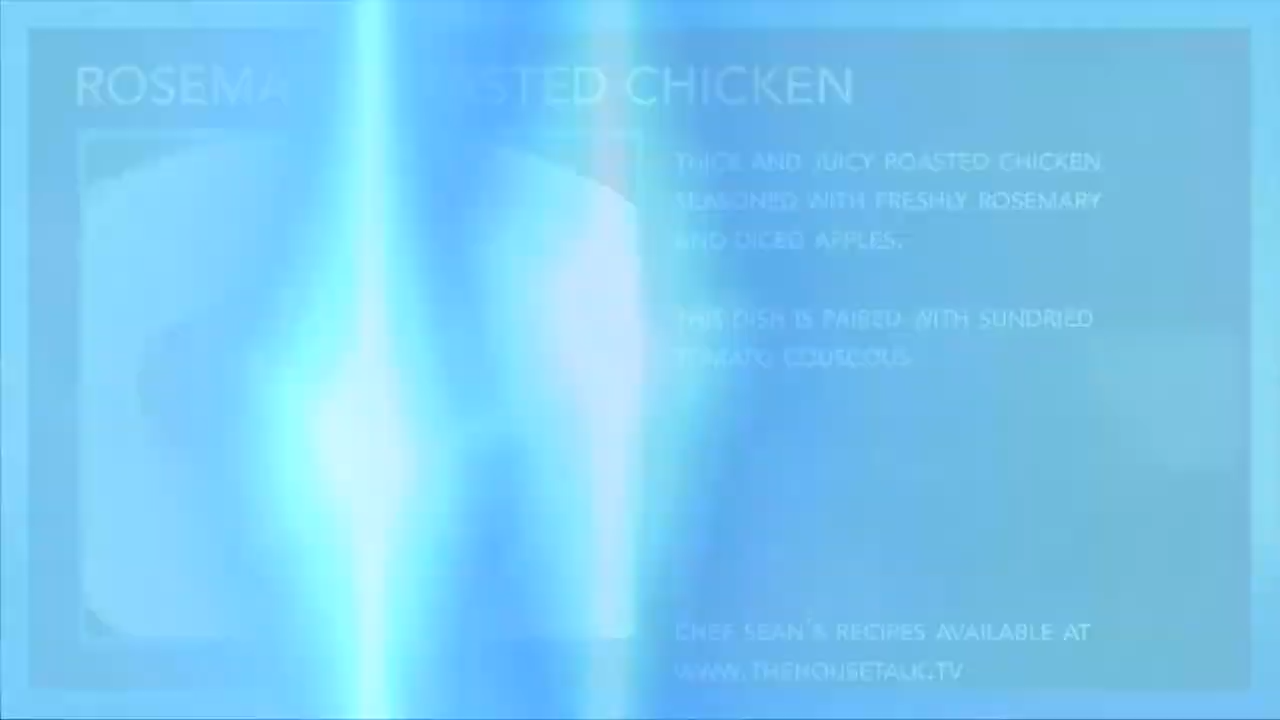 ROSEMA ASTED CHICKEN
THICK AND JUICY ROASTED CHICKEN
SEASONED WITH FRESHLY ROSEMARY
AND DICED APPLES.
THIS DISH IS PAIRED WITH SUNDRIED
TOMATO COUSCOUS
CHEF SEAN'S RECIPES AVAILABLE AT
WWW.THEHOUSETALK.TV